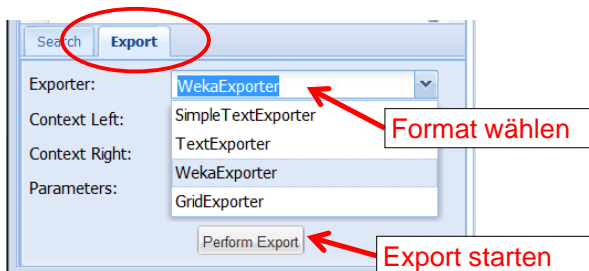 Search Export
Exporter: WekaExporter
Context Left: SimpleTextExporter
Format wählen
Context Right: TextExporter
Parameters: WekaExporter
GridExporter
Perform Export
Export starten